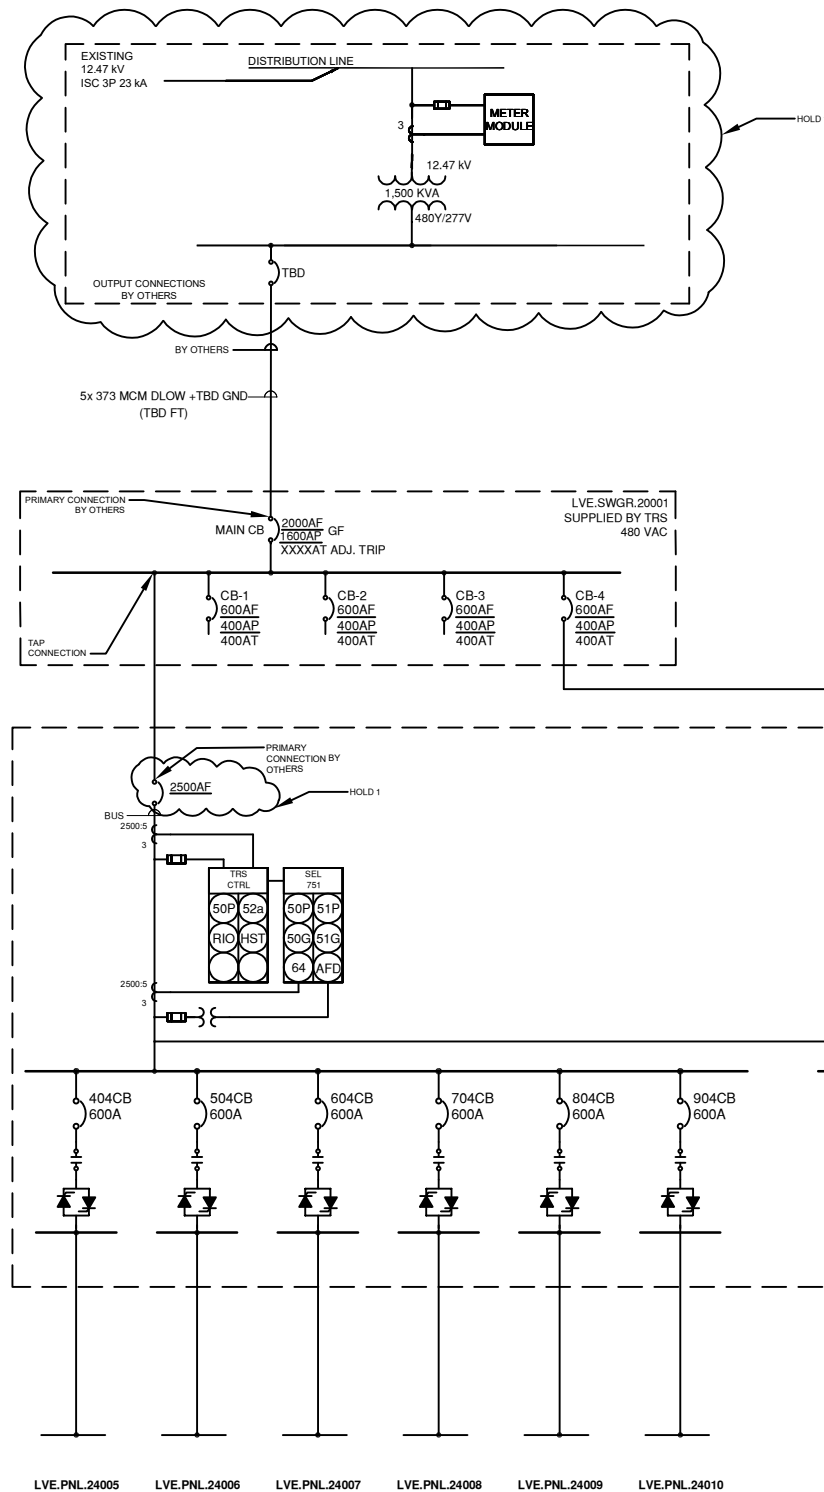 EXISTING
12.47 kV
ISC 3P 23 kA
DISTRIBUTION LINE
METER
MODULE
HOLD
3
12.47 kV
1,500 KVA
480Y/277V
TBD
OUTPUT CONNECTIONS
BY OTHERS
BY OTHERS
5x 373 MCM DLOW +TBD GND
(TBD FT)
PRIMARY CONNECTION
BY OTHERS
LVE.SWGR.20001
SUPPLIED BY TRS
480 VAC
MAIN CB
2000AF
1600AP
GF
XXXXAT ADJ. TRIP
CB-1
600AF
400AP
400AT
CB-2
600AF
400AP
400AT
CB-3
600AF
400AP
400AT
CB-4
600AF
400AP
400AT
TAP
CONNECTION
PRIMARY
CONNECTION BY
OTHERS
2500AF
HOLD 1
BUS
2500:5
3
TRS
CTRL
50P
52a
RIO
HST
SEL
751
50P
51P
50G
51G
64
AFD
2500:5
3
404CB
600A
504CB
600A
604CB
600A
704CB
600A
804CB
600A
904CB
600A
LVE.PNL.24005
LVE.PNL.24006
LVE.PNL.24007
LVE.PNL.24008
LVE.PNL.24009
LVE.PNL.24010